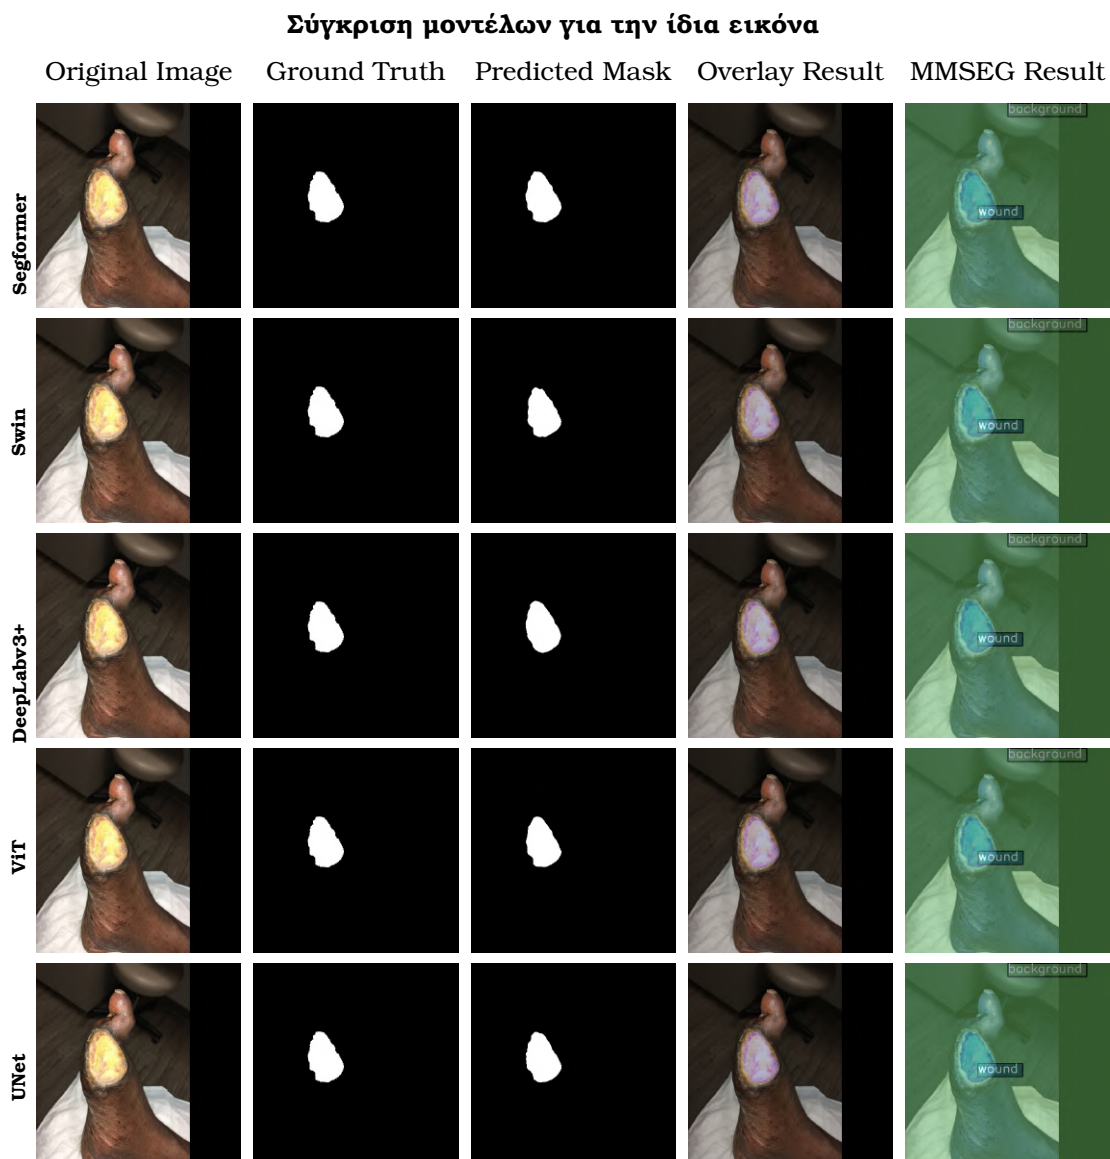 Σύγκριση μοντέλων για την ίδια εικόνα
Original Image Ground Truth Predicted Mask Overlay Result MMSEG Result
Segformer
background
wound
Swin
background
wound
DeepLabv3+
background
wound
ViT
background
wound
UNet
background
wound